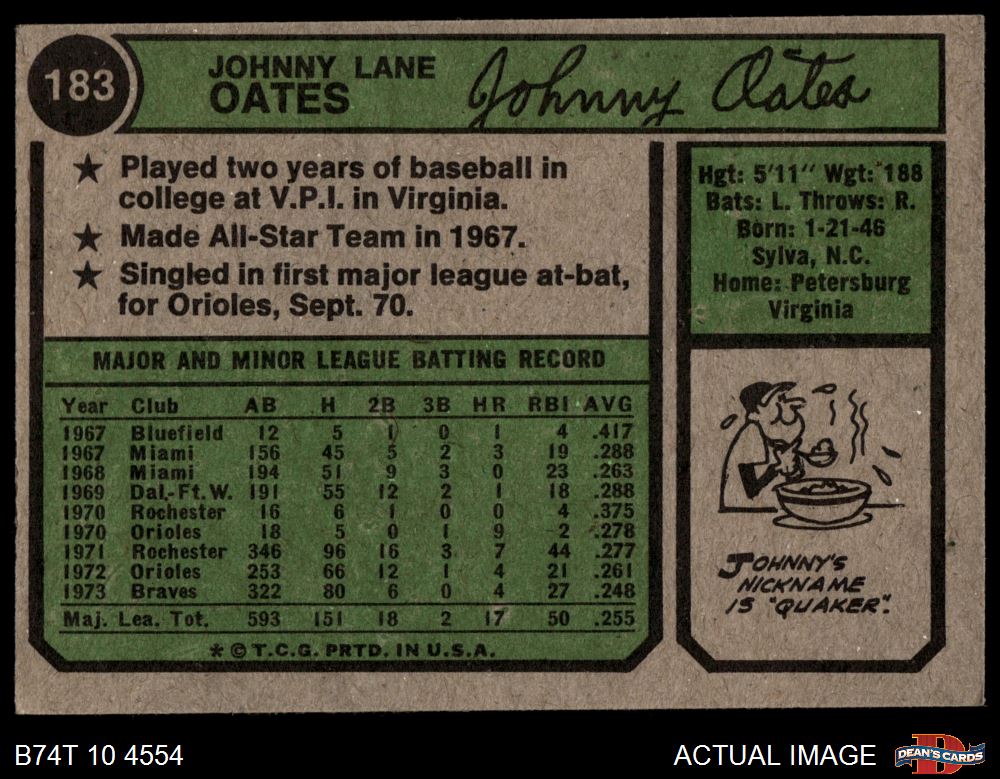 183
JOHNNY LANE
OATES
Johnny Oates
★ Played two years of baseball in
college at V.P.I. in Virginia.
★ Made All-Star Team in 1967.
★ Singled in first major league at-bat,
for Orioles, Sept. 70.
Hgt: 5'11" Wgt: 188
Bats: L. Throws: R.
Born: 1-21-46
Sylva, N.C.
Home: Petersburg
Virginia
MAJOR AND MINOR LEAGUE BATTING RECORD
Year Club AB H 2B 3B HR RBI AVG
1967 Bluefield 12 5 1 0 1 4 .417
1967 Miami 156 45 5 2 3 19 .288
1968 Miami 194 51 9 3 0 23 .263
1969 Dal.-Ft.W. 191 55 12 2 1 18 .288
1970 Rochester 16 6 1 0 0 4 .375
1970 Orioles 18 5 0 1 9 2 .278
1971 Rochester 346 96 16 3 7 44 .277
1972 Orioles 253 66 12 1 4 21 .261
1973 Braves 322 80 6 0 4 27 .248
Maj. Lea. Tot. 593 151 18 2 17 50 .255
* © T.C.G. PRTD. IN U.S.A.
JOHNNY'S
NICKNAME
IS "QUAKER".
B74T 10 4554
ACTUAL IMAGE
D
DEAN'S CARDS